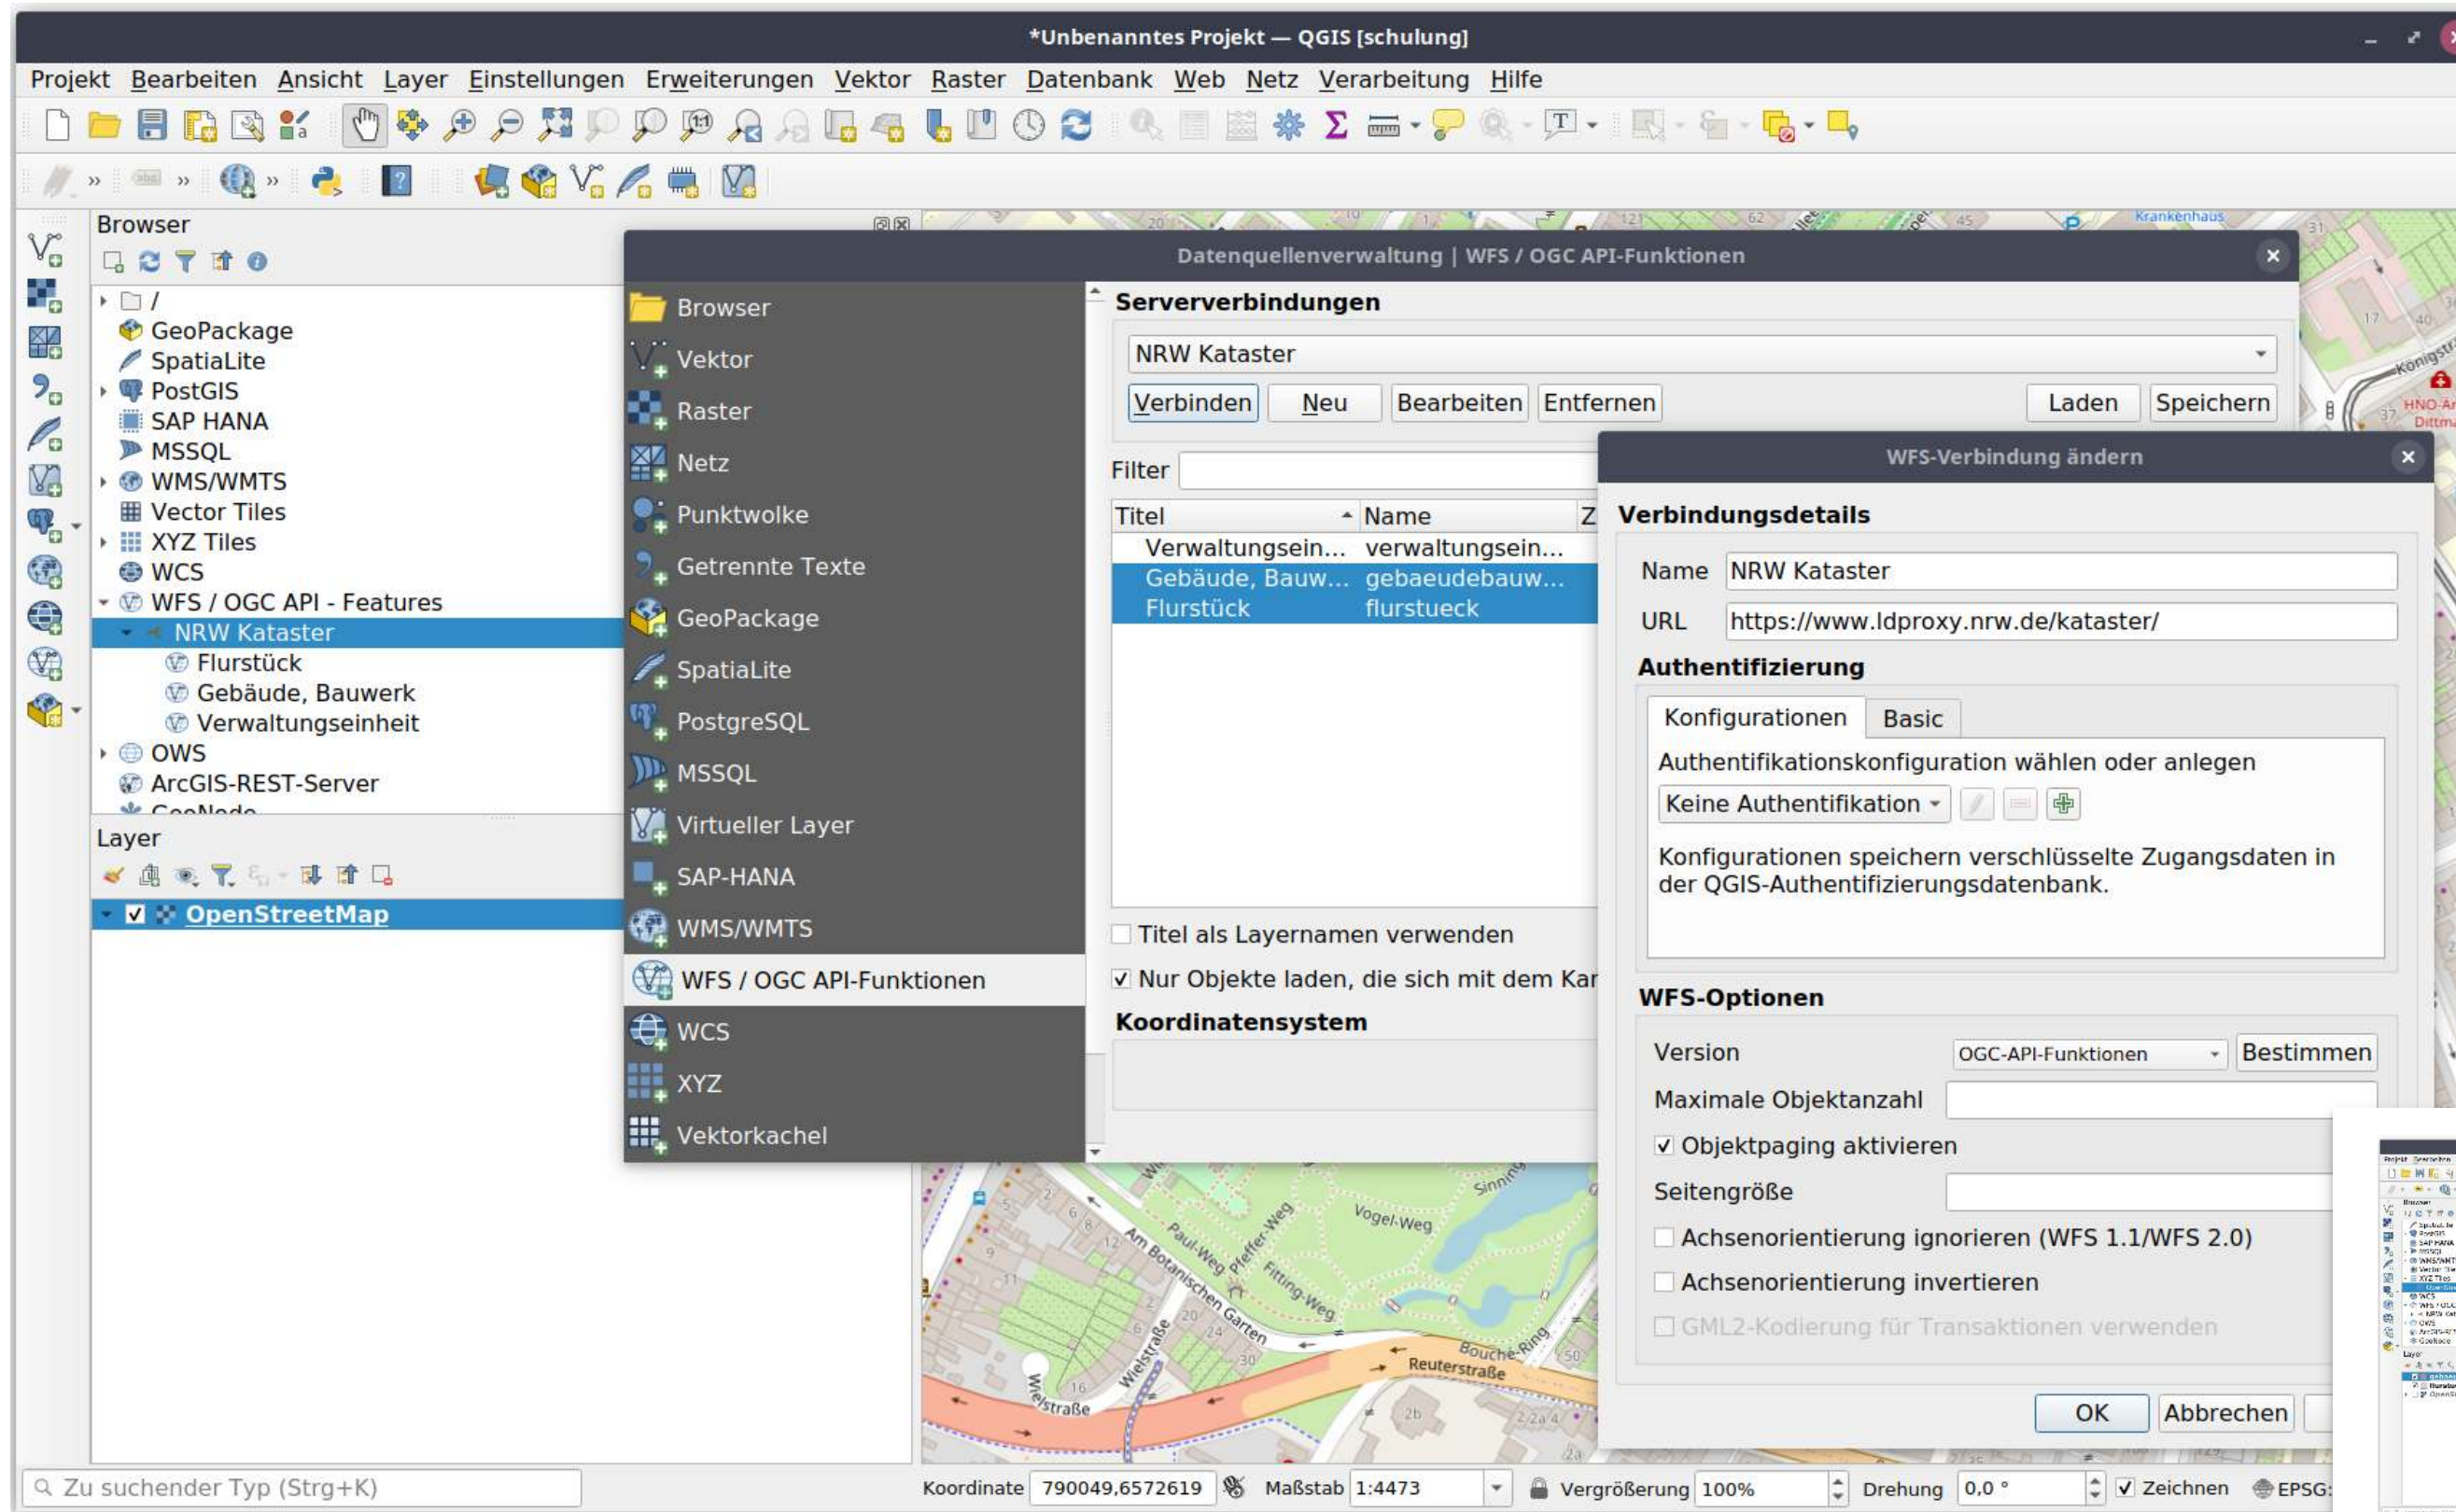 *Unbenanntes Projekt — QGIS [schulung]
Projekt Bearbeiten Ansicht Layer Einstellungen Erweiterungen Vektor Raster Datenbank Web Netz Verarbeitung Hilfe
Browser
/
GeoPackage
SpatiaLite
PostGIS
SAP HANA
MSSQL
WMS/WMTS
Vector Tiles
XYZ Tiles
WCS
WFS / OGC API - Features
NRW Kataster
Flurstück
Gebäude, Bauwerk
Verwaltungseinheit
OWS
ArcGIS-REST-Server
GeoNode
Layer
OpenStreetMap
Datenquellenverwaltung | WFS / OGC API-Funktionen
Browser
Vektor
Raster
Netz
Punktwolke
Getrennte Texte
GeoPackage
SpatiaLite
PostgreSQL
MSSQL
Virtueller Layer
SAP-HANA
WMS/WMTS
WFS / OGC API-Funktionen
WCS
XYZ
Vektorkachel
Serververbindungen
NRW Kataster
Verbinden Neu Bearbeiten Entfernen Laden Speichern
Filter
Titel Name Z
Verwaltungsein... verwaltungsein...
Gebäude, Bauw... gebaeudebauw...
Flurstück flurstueck
Titel als Layernamen verwenden
Nur Objekte laden, die sich mit dem Kar
Koordinatensystem
WFS-Verbindung ändern
Verbindungsdetails
Name NRW Kataster
URL https://www.ldproxy.nrw.de/kataster/
Authentifizierung
Konfigurationen Basic
Authentifikationskonfiguration wählen oder anlegen
Keine Authentifikation
Konfigurationen speichern verschlüsselte Zugangsdaten in
der QGIS-Authentifizierungsdatenbank.
WFS-Optionen
Version OGC-API-Funktionen Bestimmen
Maximale Objektanzahl
Objektpaging aktivieren
Seitengröße
Achsenorientierung ignorieren (WFS 1.1/WFS 2.0)
Achsenorientierung invertieren
GML2-Kodierung für Transaktionen verwenden
OK Abbrechen
Krankenhaus
Königstr
HNO-Ar
Dittma
Vogel-Weg
Paul-Weg
Pfeffer-Weg
Fitting-Weg
Am Botanischen Garten
Wielstraße
Wielstraße
Bouché-Ring
Reuterstraße
Zu suchender Typ (Strg+K)
Koordinate 790049,6572619 Maßstab 1:4473 Vergrößerung 100% Drehung 0,0 ° Zeichnen EPSG: